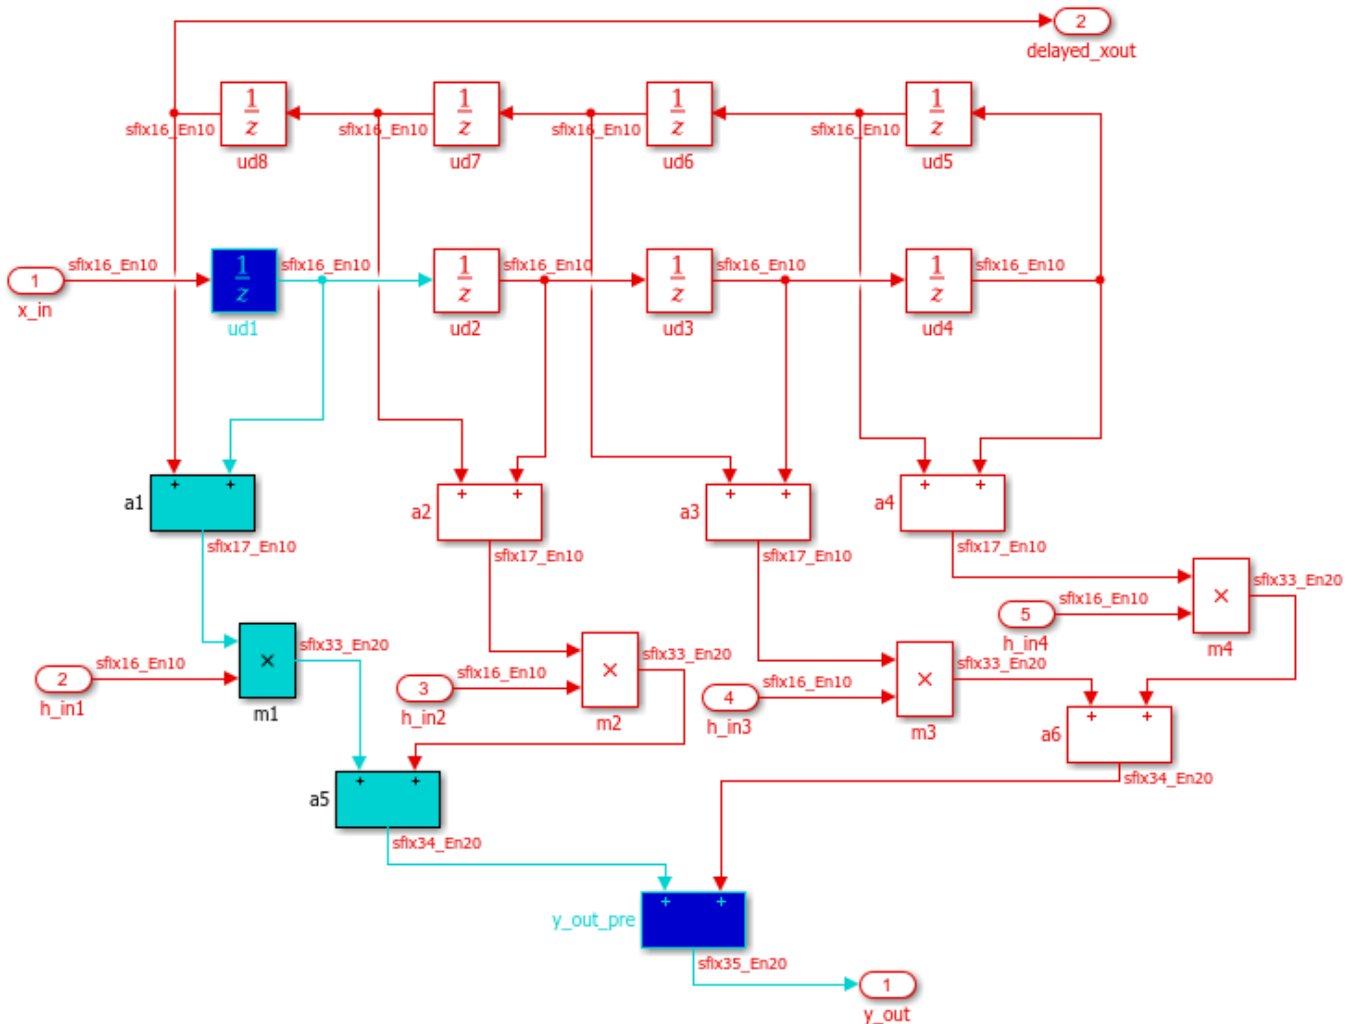 2
delayed_xout
1
z
1
z
1
z
1
z
sfix16_En10
sfix16_En10
sfix16_En10
sfix16_En10
ud8
ud7
ud6
ud5
sfix16_En10
sfix16_En10
sfix16_En10
sfix16_En10
sfix16_En10
1
x_in
1
z
1
z
1
z
1
z
ud1
ud2
ud3
ud4
+ +
a1
+ +
a2
+ +
a3
+ +
a4
sfix17_En10
sfix17_En10
sfix17_En10
sfix17_En10
×
sfix33_En20
m4
sfix16_En10
5
h_in4
×
sfix33_En20
m1
sfix16_En10
2
h_in1
×
sfix33_En20
m2
sfix16_En10
3
h_in2
×
sfix33_En20
m3
sfix16_En10
4
h_in3
+ +
a6
sfix34_En20
+ +
a5
sfix34_En20
+ +
y_out_pre
sfix35_En20
1
y_out